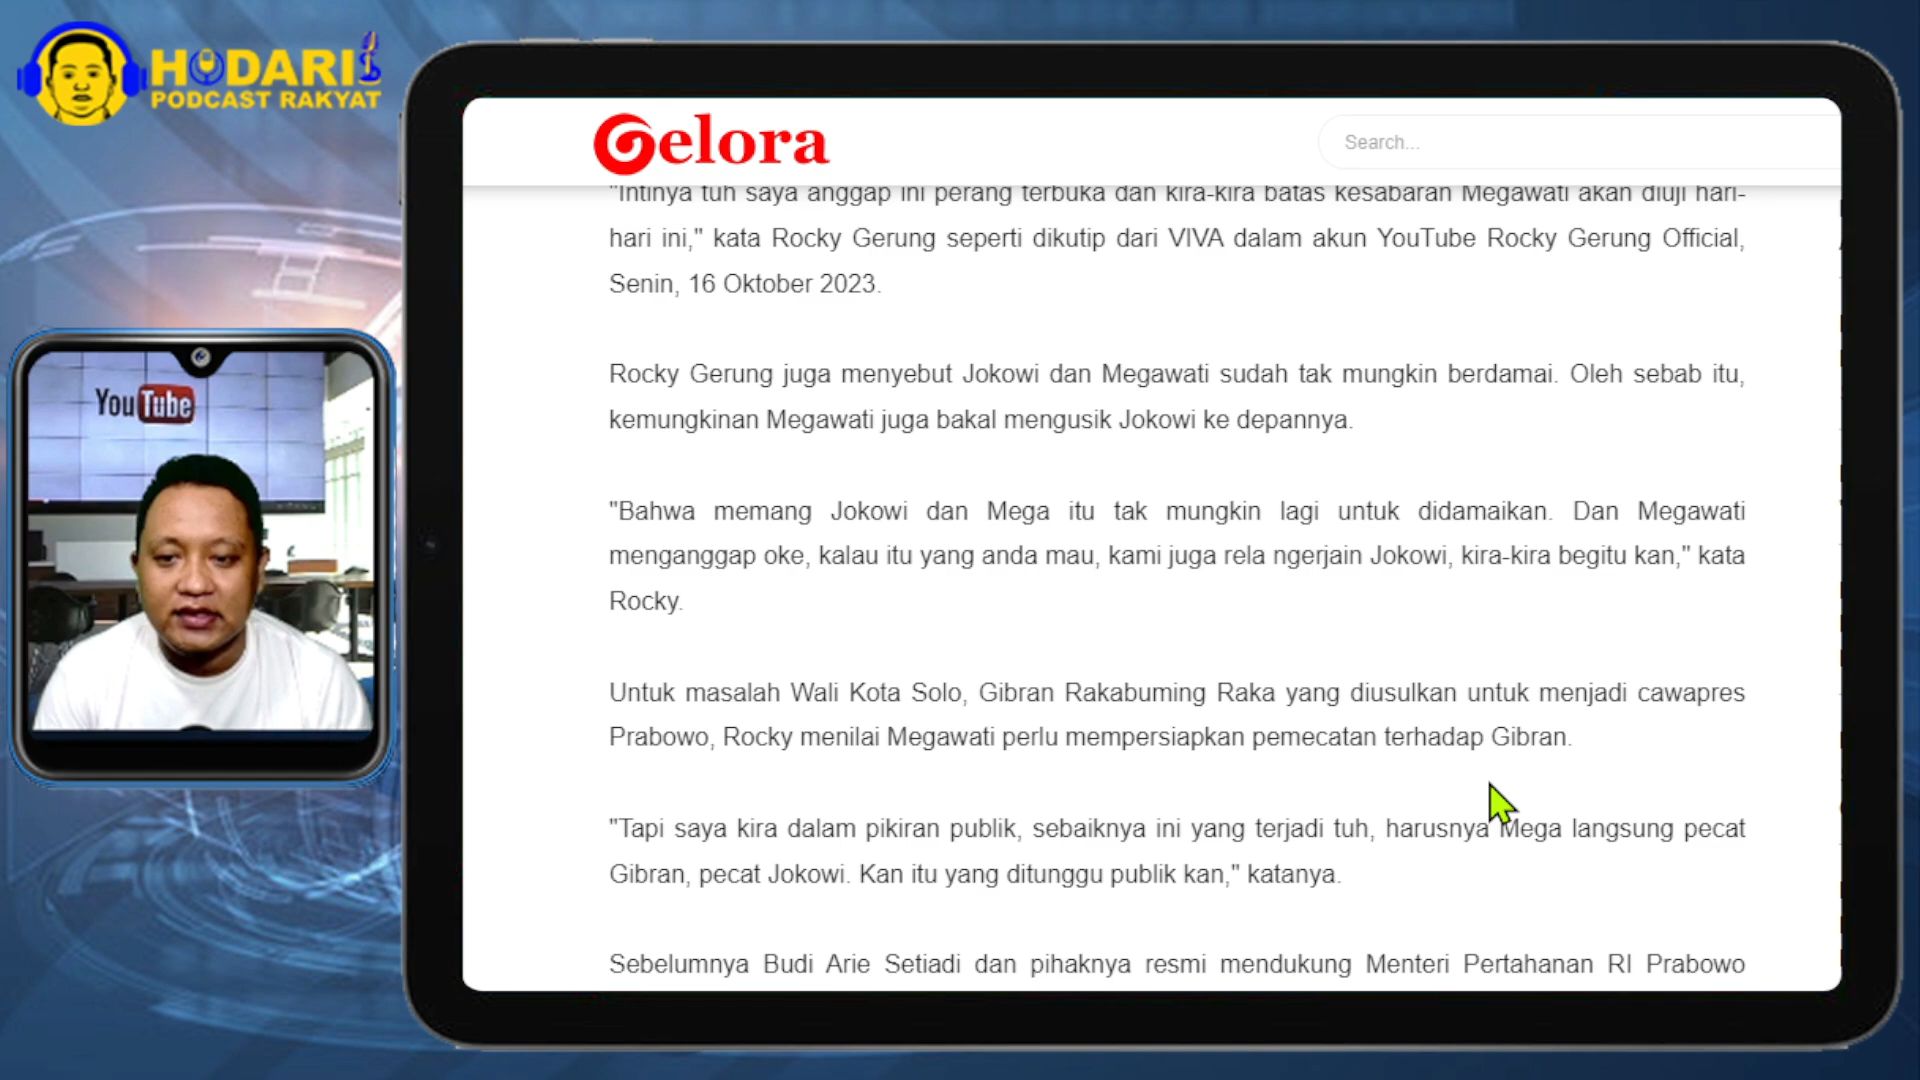 HODARI
PODCAST RAKYAT
Gelora
Search...
"Intinya tuh saya anggap ini perang terbuka dan kira-kira batas kesabaran Megawati akan diuji hari-
hari ini," kata Rocky Gerung seperti dikutip dari VIVA dalam akun YouTube Rocky Gerung Official,
Senin, 16 Oktober 2023.
Rocky Gerung juga menyebut Jokowi dan Megawati sudah tak mungkin berdamai. Oleh sebab itu,
kemungkinan Megawati juga bakal mengusik Jokowi ke depannya.
"Bahwa memang Jokowi dan Mega itu tak mungkin lagi untuk didamaikan. Dan Megawati
menganggap oke, kalau itu yang anda mau, kami juga rela ngerjain Jokowi, kira-kira begitu kan," kata
Rocky.
Untuk masalah Wali Kota Solo, Gibran Rakabuming Raka yang diusulkan untuk menjadi cawapres
Prabowo, Rocky menilai Megawati perlu mempersiapkan pemecatan terhadap Gibran.
"Tapi saya kira dalam pikiran publik, sebaiknya ini yang terjadi tuh, harusnya Mega langsung pecat
Gibran, pecat Jokowi. Kan itu yang ditunggu publik kan," katanya.
Sebelumnya Budi Arie Setiadi dan pihaknya resmi mendukung Menteri Pertahanan RI Prabowo
YouTube